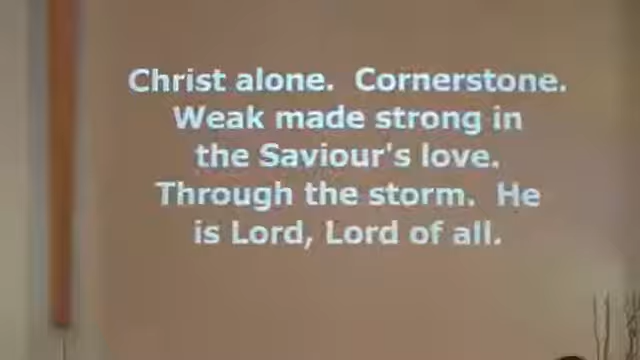 Christ alone.  Cornerstone.
Weak made strong in
the Saviour's love.
Through the storm.  He
is Lord, Lord of all.